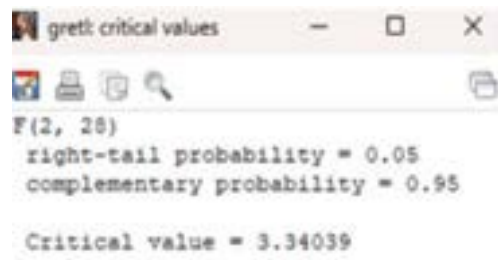 gretl: critical values
F(2, 28)
right-tail probability = 0.05
complementary probability = 0.95
Critical value = 3.34039